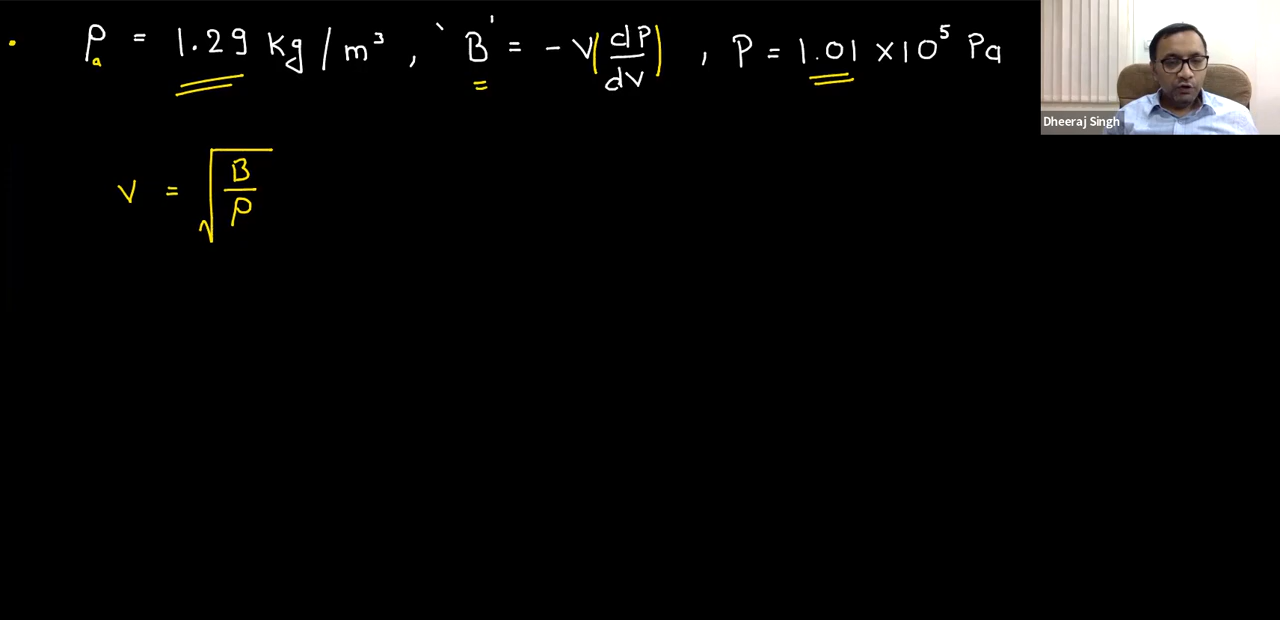 ρₐ = 1.29 kg/m³, 'B' = - V(dP/dV), P = 1.01 × 10⁵ Pa
Dheeraj Singh
v = √(B/ρ)